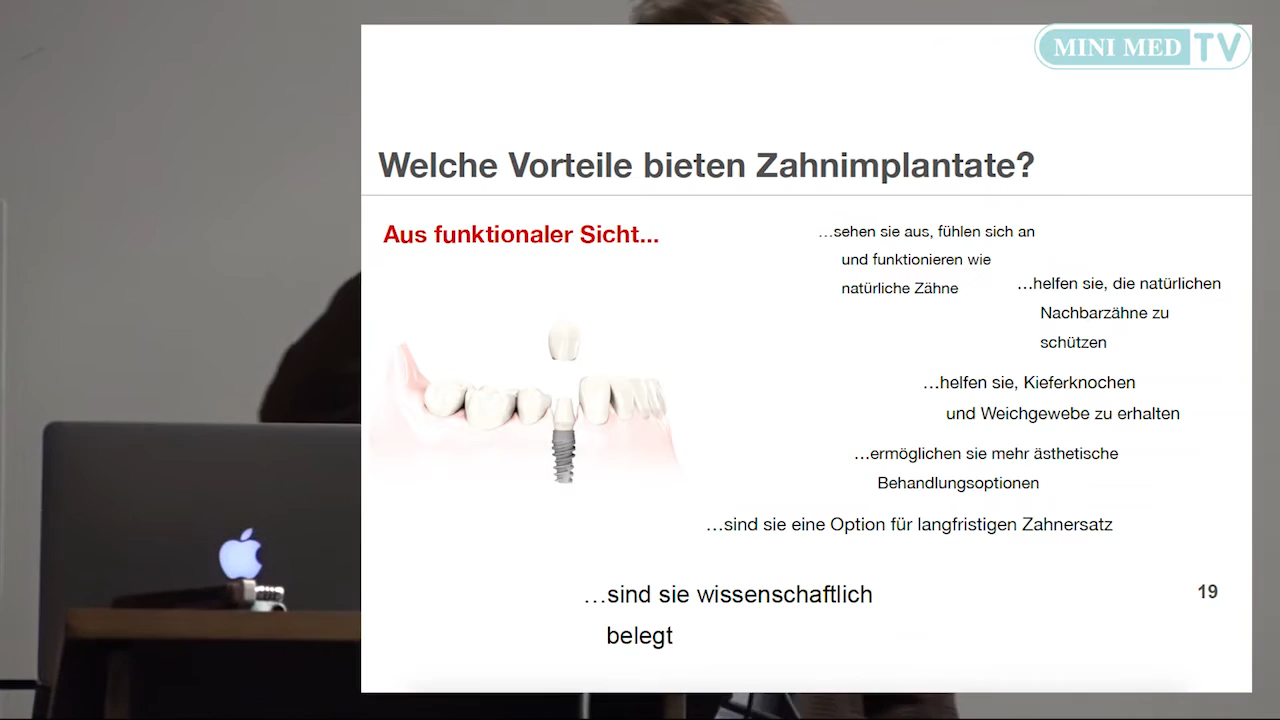 MINI MED TV
Welche Vorteile bieten Zahnimplantate?
Aus funktionaler Sicht...
…sehen sie aus, fühlen sich an
und funktionieren wie
natürliche Zähne
…helfen sie, die natürlichen
Nachbarzähne zu
schützen
…helfen sie, Kieferknochen
und Weichgewebe zu erhalten
…ermöglichen sie mehr ästhetische
Behandlungsoptionen
…sind sie eine Option für langfristigen Zahnersatz
…sind sie wissenschaftlich
belegt
19